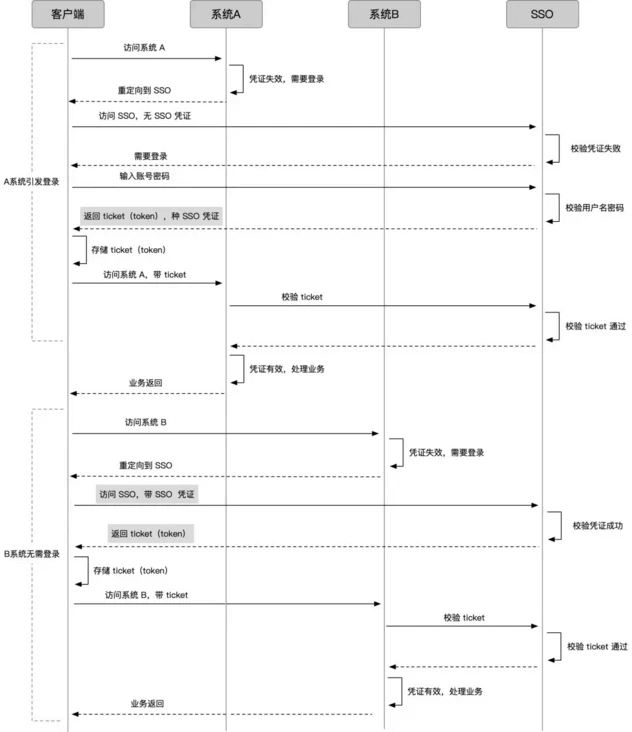 客户端
系统A
系统B
SSO
访问系统 A
凭证失效，需要登录
重定向到 SSO
访问 SSO，无 SSO 凭证
校验凭证失败
需要登录
输入账号密码
A系统引发登录
校验用户名密码
返回 ticket（token），种 SSO 凭证
存储 ticket（token）
访问系统 A，带 ticket
校验 ticket
校验 ticket 通过
凭证有效，处理业务
业务返回
访问系统 B
凭证失效，需要登录
重定向到 SSO
访问 SSO，带 SSO 凭证
校验凭证成功
返回 ticket（token）
B系统无需登录
存储 ticket（token）
访问系统 B，带 ticket
校验 ticket
校验 ticket 通过
凭证有效，处理业务
业务返回